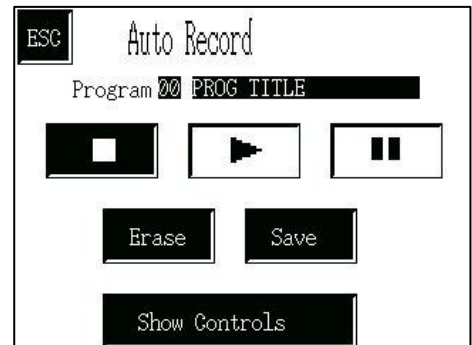 ESC Auto Record
Program 00 PROG TITLE
Erase Save
Show Controls